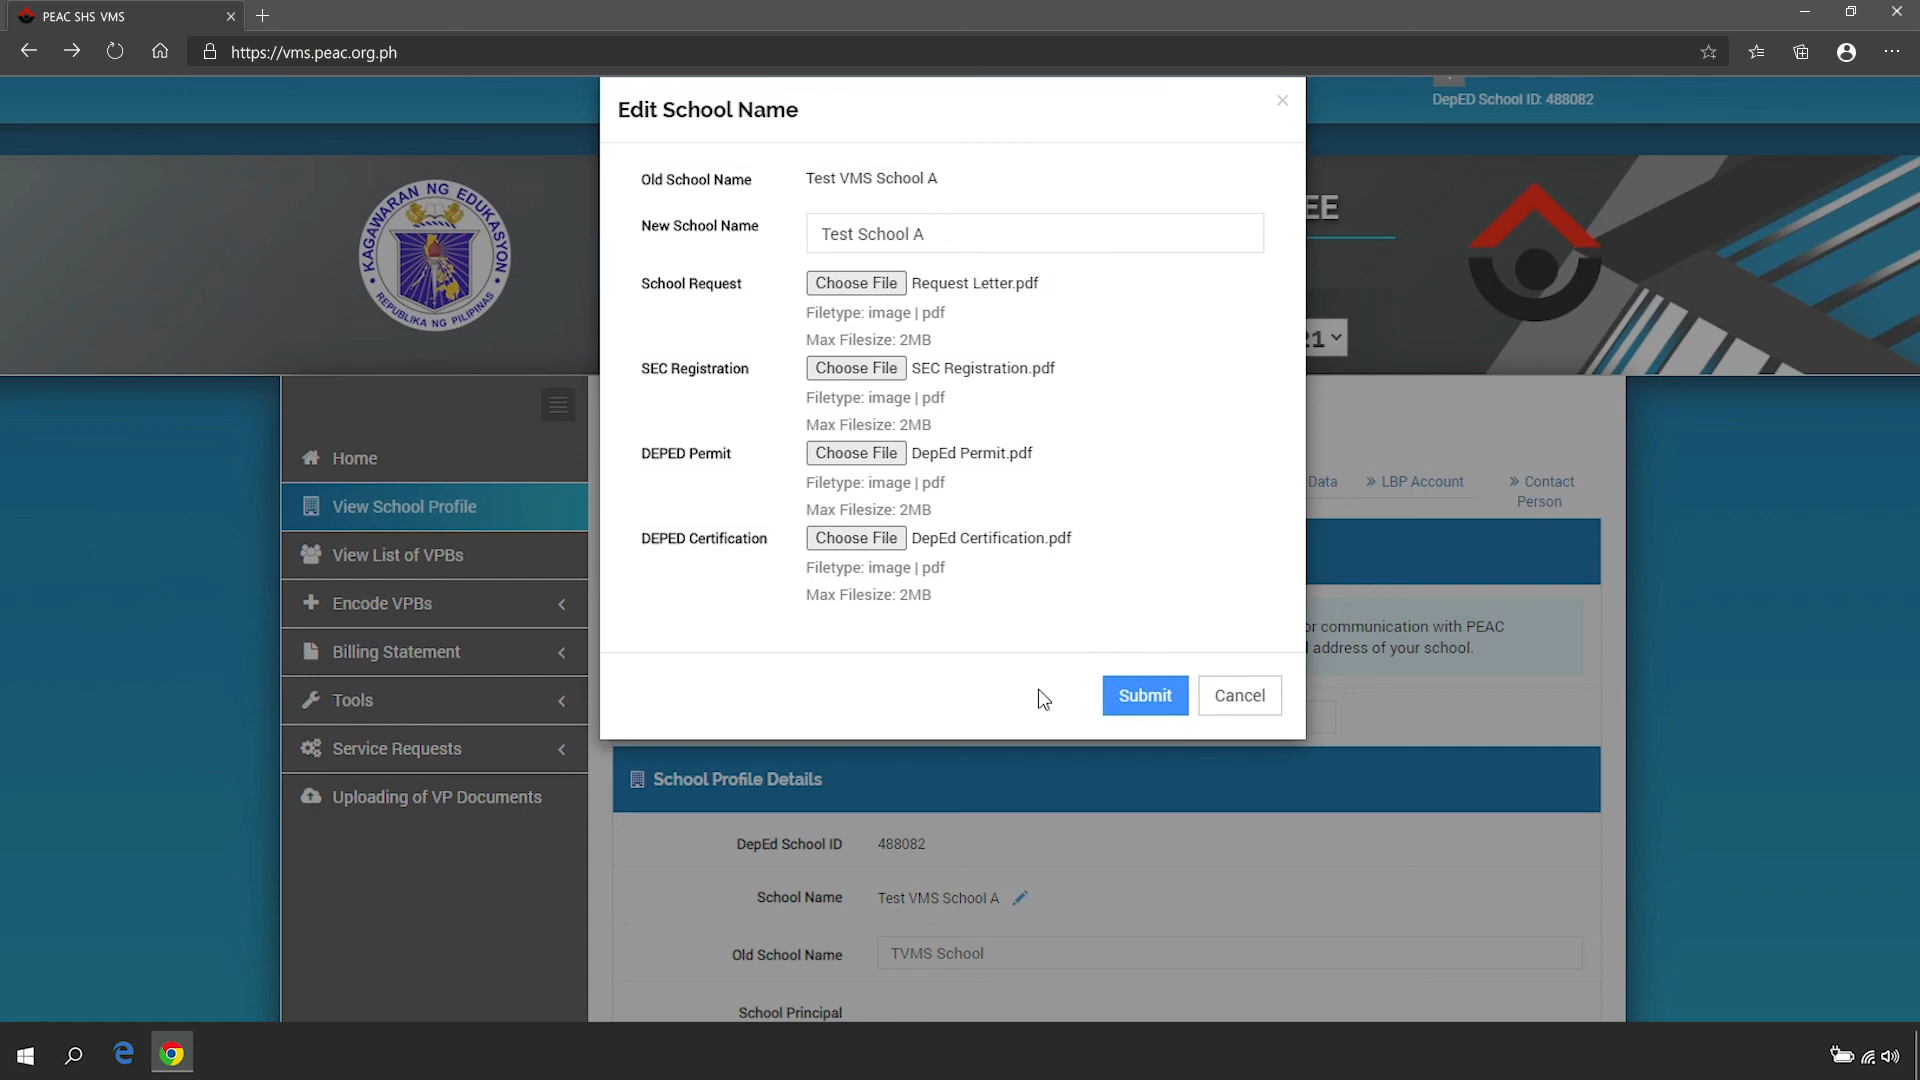 PEAC SHS VMS
https://vms.peac.org.ph
DepED School ID: 488082
KAGAWARAN NG EDUKASYON
REPUBLIKA NG PILIPINAS
EE
21
Edit School Name
Old School Name
Test VMS School A
New School Name
Test School A
School Request
Choose File Request Letter.pdf
Filetype: image | pdf
Max Filesize: 2MB
SEC Registration
Choose File SEC Registration.pdf
Filetype: image | pdf
Max Filesize: 2MB
DEPED Permit
Choose File DepEd Permit.pdf
Filetype: image | pdf
Max Filesize: 2MB
DEPED Certification
Choose File DepEd Certification.pdf
Filetype: image | pdf
Max Filesize: 2MB
Submit
Cancel
Home
View School Profile
View List of VPBs
Encode VPBs
Billing Statement
Tools
Service Requests
Uploading of VP Documents
Data
» LBP Account
» Contact
Person
or communication with PEAC
address of your school.
School Profile Details
DepEd School ID
488082
School Name
Test VMS School A
Old School Name
TVMS School
School Principal